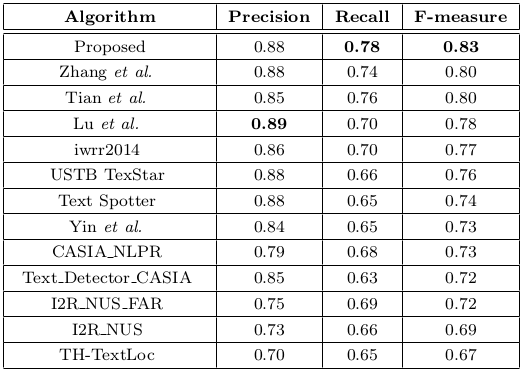 Algorithm Precision Recall F-measure
Proposed 0.88 0.78 0.83
Zhang et al. 0.88 0.74 0.80
Tian et al. 0.85 0.76 0.80
Lu et al. 0.89 0.70 0.78
iwrr2014 0.86 0.70 0.77
USTB TexStar 0.88 0.66 0.76
Text Spotter 0.88 0.65 0.74
Yin et al. 0.84 0.65 0.73
CASIA_NLPR 0.79 0.68 0.73
Text_Detector_CASIA 0.85 0.63 0.72
I2R_NUS_FAR 0.75 0.69 0.72
I2R_NUS 0.73 0.66 0.69
TH-TextLoc 0.70 0.65 0.67